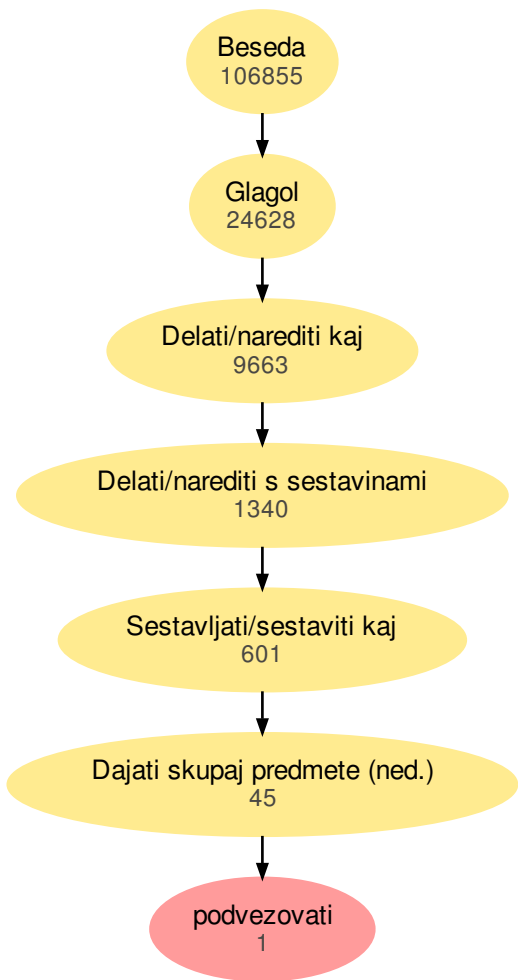 Beseda
106855
Glagol
24628
Delati/narediti kaj
9663
Delati/narediti s sestavinami
1340
Sestavljati/sestaviti kaj
601
Dajati skupaj predmete (ned.)
45
podvezovati
1